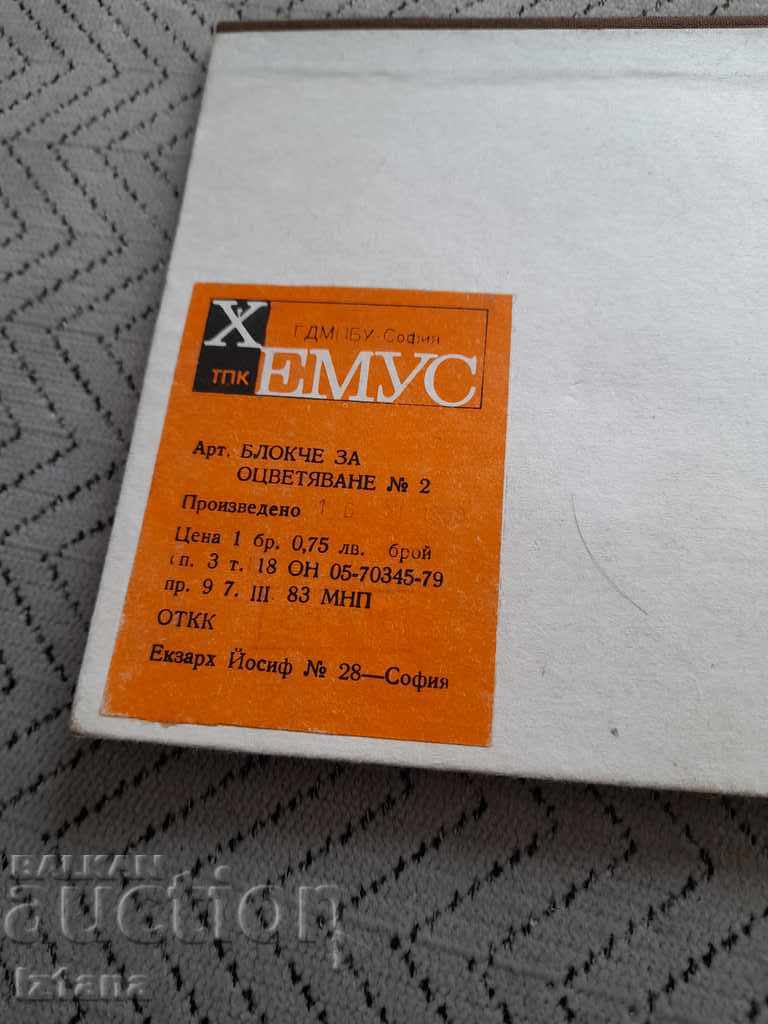 ХЕМУС
ГДМПБУ-София
ТПК
Арт. БЛОКЧЕ ЗА
ОЦВЕТЯВАНЕ № 2
Произведено
Цена 1 бр. 0,75 лв. брой
сп. 3 т. 18 ОН 05-70345-79
пр. 9 7. III 83 МНП
ОТКК
Екзарх Йосиф № 28—София
BALKAN
auction
Iztana